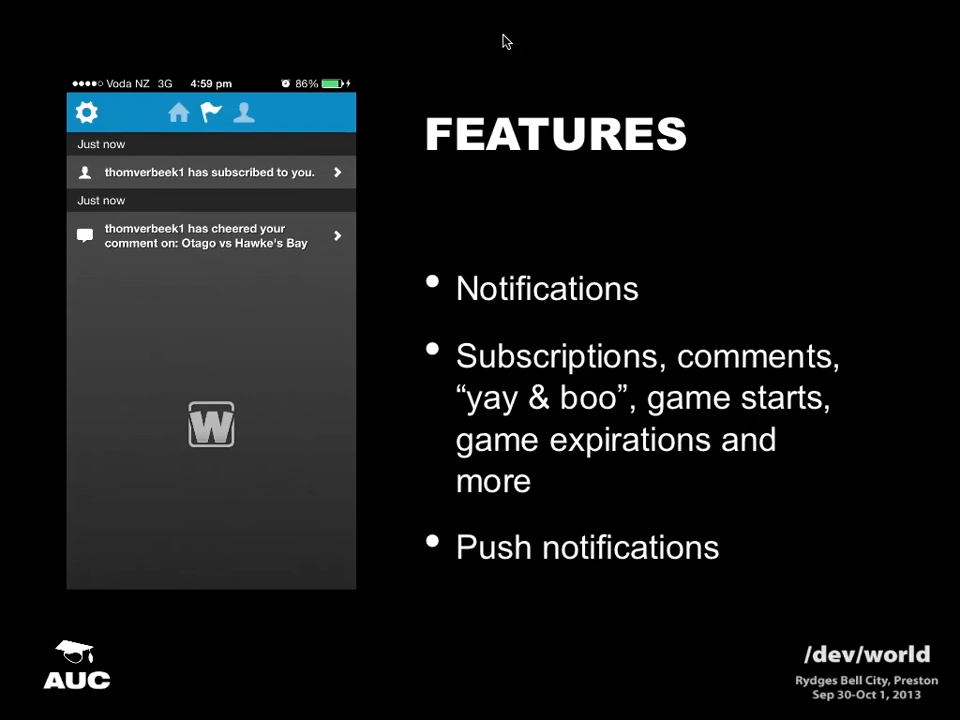 Voda NZ 3G 4:59 pm 86%
Just now
thomverbeek1 has subscribed to you.
Just now
thomverbeek1 has cheered your
comment on: Otago vs Hawke's Bay
W
FEATURES
• Notifications
• Subscriptions, comments,
“yay & boo”, game starts,
game expirations and
more
• Push notifications
AUC
/dev/world
Rydges Bell City, Preston
Sep 30-Oct 1, 2013